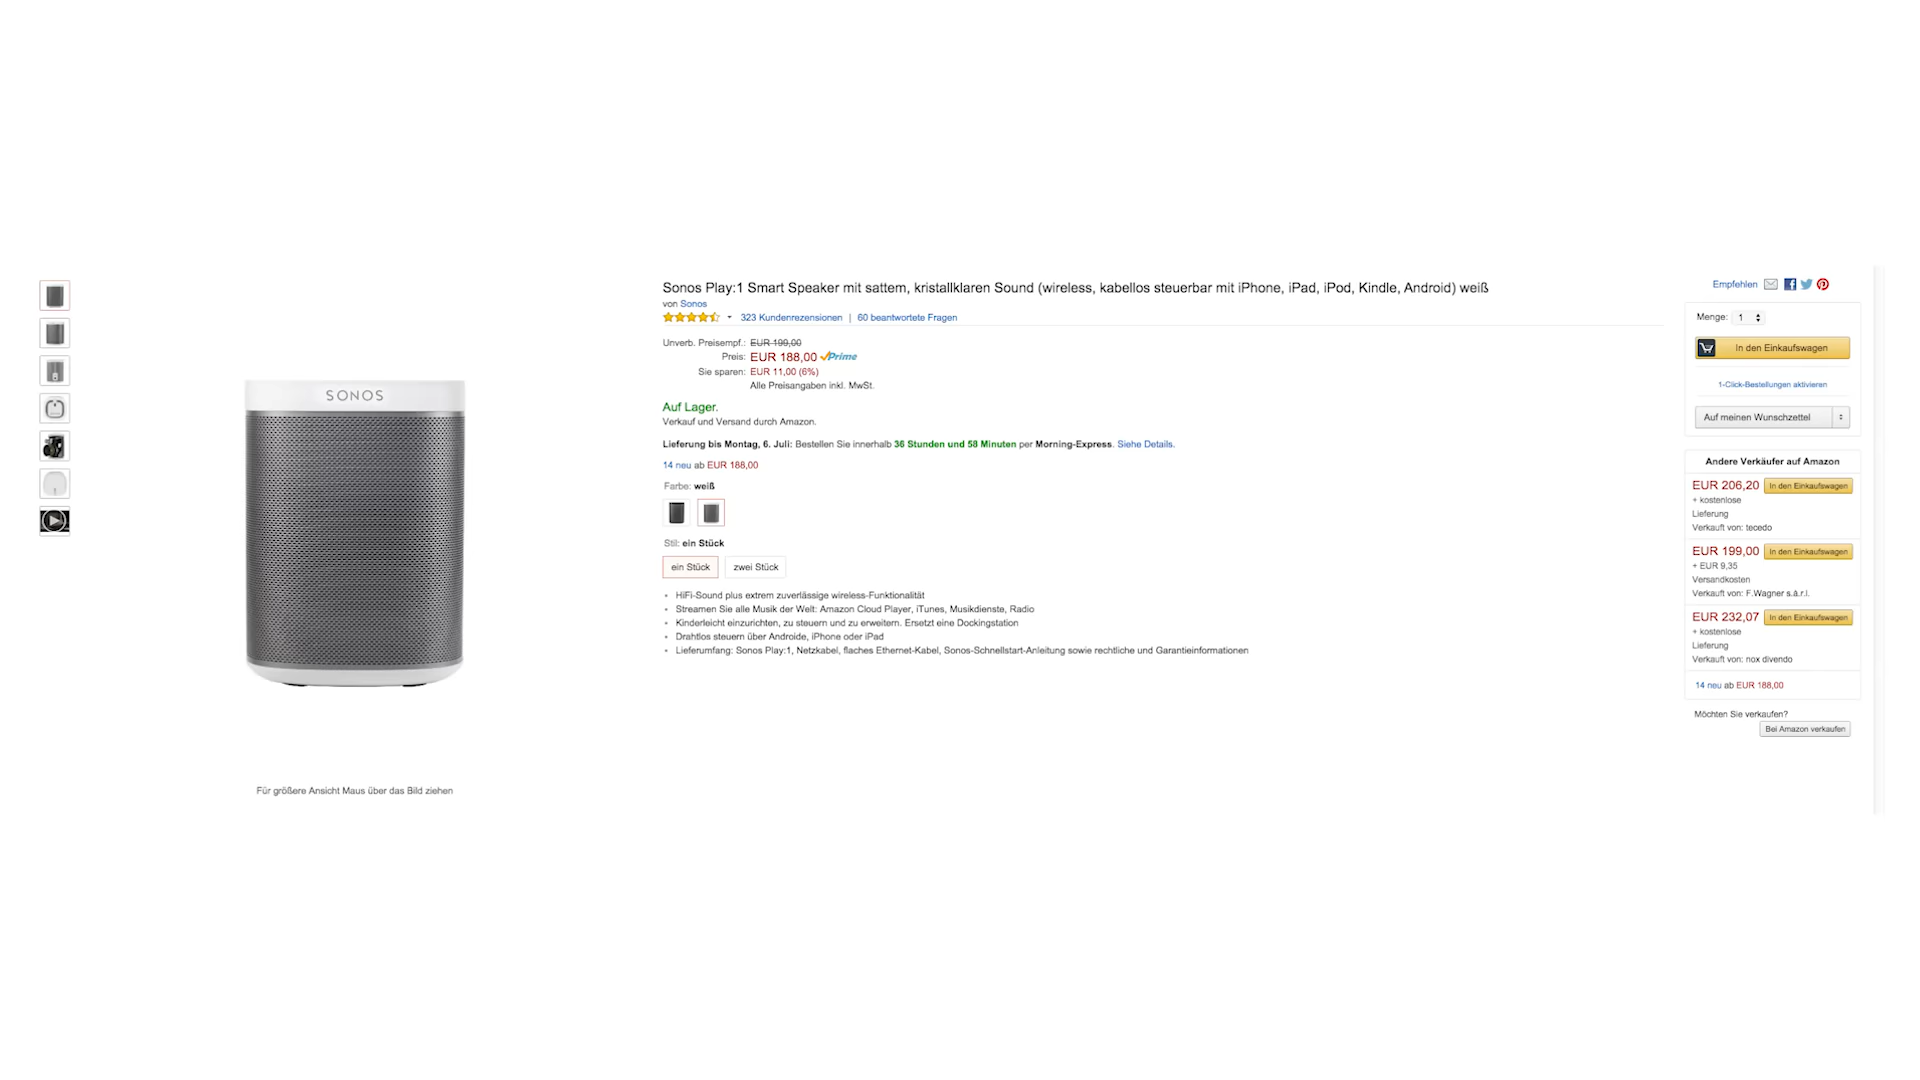 SONOS
Für größere Ansicht Maus über das Bild ziehen
Sonos Play:1 Smart Speaker mit sattem, kristallklaren Sound (wireless, kabellos steuerbar mit iPhone, iPad, iPod, Kindle, Android) weiß
von Sonos
323 Kundenrezensionen | 60 beantwortete Fragen
Unverb. Preisempf.: EUR 199,00
Preis: EUR 188,00 Prime
Sie sparen: EUR 11,00 (6%)
Alle Preisangaben inkl. MwSt.
Auf Lager.
Verkauf und Versand durch Amazon.
Lieferung bis Montag, 6. Juli: Bestellen Sie innerhalb 36 Stunden und 58 Minuten per Morning-Express. Siehe Details.
14 neu ab EUR 188,00
Farbe: weiß
Stil: ein Stück
ein Stück
zwei Stück
HiFi-Sound plus extrem zuverlässige wireless-Funktionalität
Streamen Sie alle Musik der Welt: Amazon Cloud Player, iTunes, Musikdienste, Radio
Kinderleicht einzurichten, zu steuern und zu erweitern. Ersetzt eine Dockingstation
Drahtlos steuern über Androide, iPhone oder iPad
Lieferumfang: Sonos Play:1, Netzkabel, flaches Ethernet-Kabel, Sonos-Schnellstart-Anleitung sowie rechtliche und Garantieinformationen
Empfehlen
Menge: 1
In den Einkaufswagen
1-Click-Bestellungen aktivieren
Auf meinen Wunschzettel
Andere Verkäufer auf Amazon
EUR 206,20 In den Einkaufswagen
+ kostenlose
Lieferung
Verkauft von: tecedo
EUR 199,00 In den Einkaufswagen
+ EUR 9,35
Versandkosten
Verkauft von: F.Wagner s.à.r.l.
EUR 232,07 In den Einkaufswagen
+ kostenlose
Lieferung
Verkauft von: nox divendo
14 neu ab EUR 188,00
Möchten Sie verkaufen?
Bei Amazon verkaufen